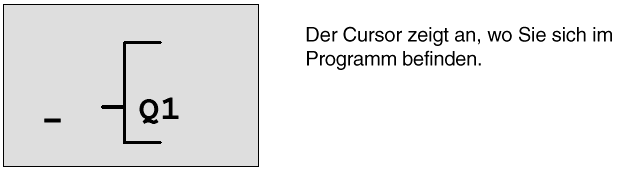 Der Cursor zeigt an, wo Sie sich im
Programm befinden.
_ Q1